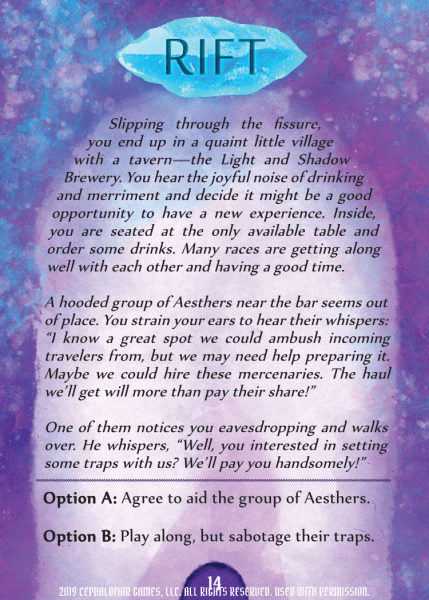 RIFT
Slipping through the fissure,
you end up in a quaint little village
with a tavern—the Light and Shadow
Brewery. You hear the joyful noise of drinking
and merriment and decide it might be a good
opportunity to have a new experience. Inside,
you are seated at the only available table and
order some drinks. Many races are getting along
well with each other and having a good time.
A hooded group of Aesthers near the bar seems out
of place. You strain your ears to hear their whispers:
“I know a great spot we could ambush incoming
travelers from, but we may need help preparing it.
Maybe we could hire these mercenaries. The haul
we’ll get will more than pay their share!”
One of them notices you eavesdropping and walks
over. He whispers, “Well, you interested in setting
some traps with us? We’ll pay you handsomely!”
Option A: Agree to aid the group of Aesthers.
Option B: Play along, but sabotage their traps.
14
2019 CEPHALOFAIR GAMES, LLC. ALL RIGHTS RESERVED. USED WITH PERMISSION.